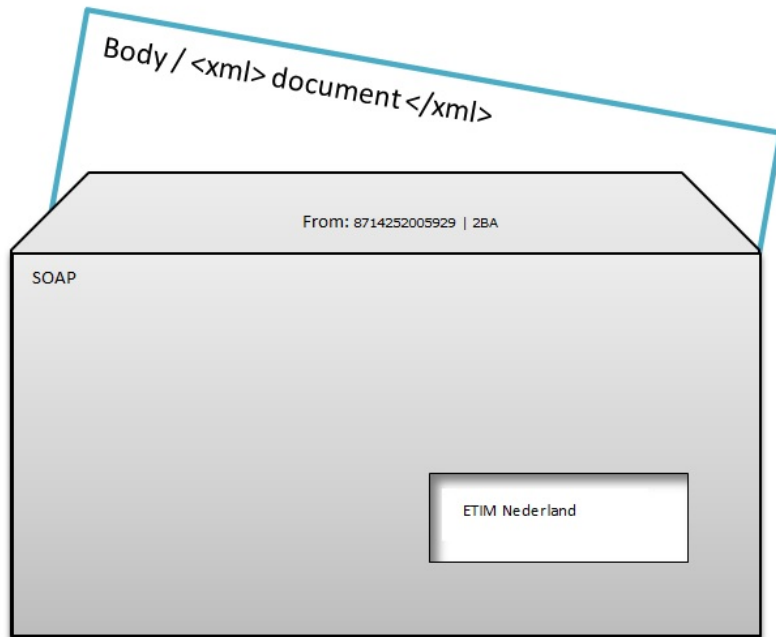 Body / <xml> document </xml>
From: 8714252005929 | 2BA
SOAP
ETIM Nederland